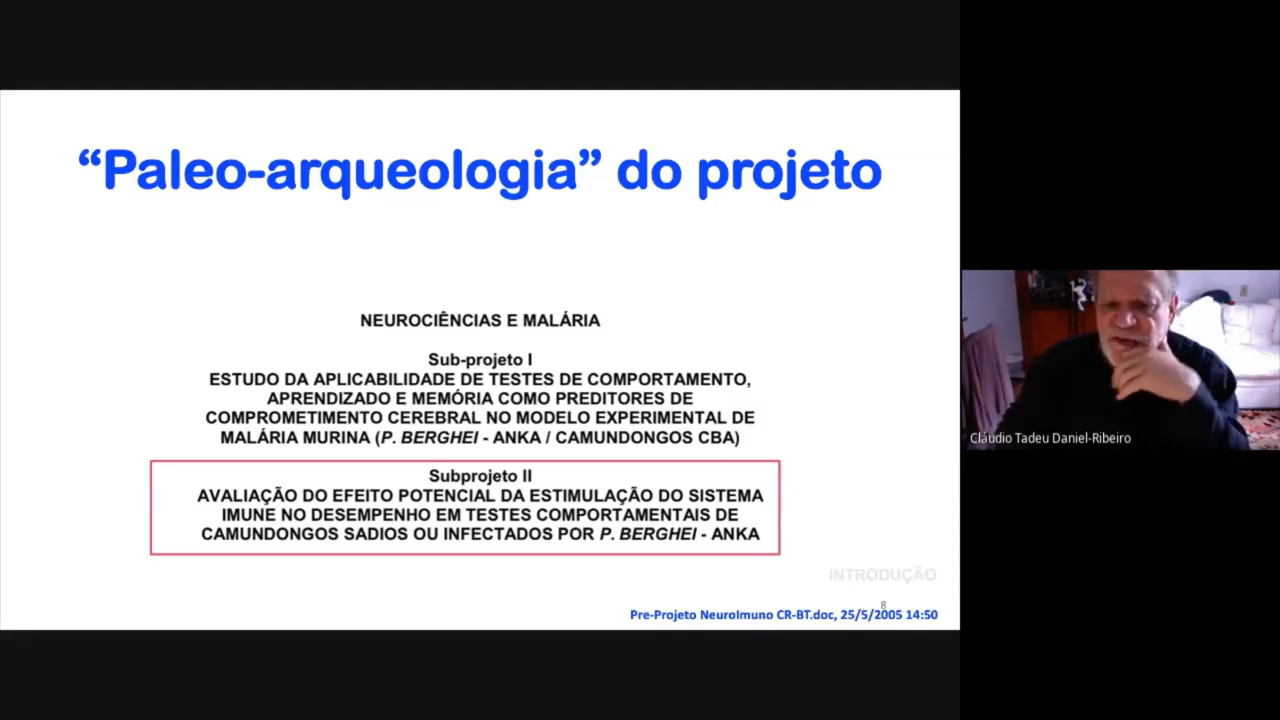 “Paleo-arqueologia” do projeto
NEUROCIÊNCIAS E MALÁRIA
Sub-projeto I
ESTUDO DA APLICABILIDADE DE TESTES DE COMPORTAMENTO,
APRENDIZADO E MEMÓRIA COMO PREDITORES DE
COMPROMETIMENTO CEREBRAL NO MODELO EXPERIMENTAL DE
MALÁRIA MURINA (P. BERGHEI - ANKA / CAMUNDONGOS CBA)
Subprojeto II
AVALIAÇÃO DO EFEITO POTENCIAL DA ESTIMULAÇÃO DO SISTEMA
IMUNE NO DESEMPENHO EM TESTES COMPORTAMENTAIS DE
CAMUNDONGOS SADIOS OU INFECTADOS POR P. BERGHEI - ANKA
INTRODUÇÃO
8
Pre-Projeto NeuroImuno CR-BT.doc, 25/5/2005 14:50
Cláudio Tadeu Daniel-Ribeiro